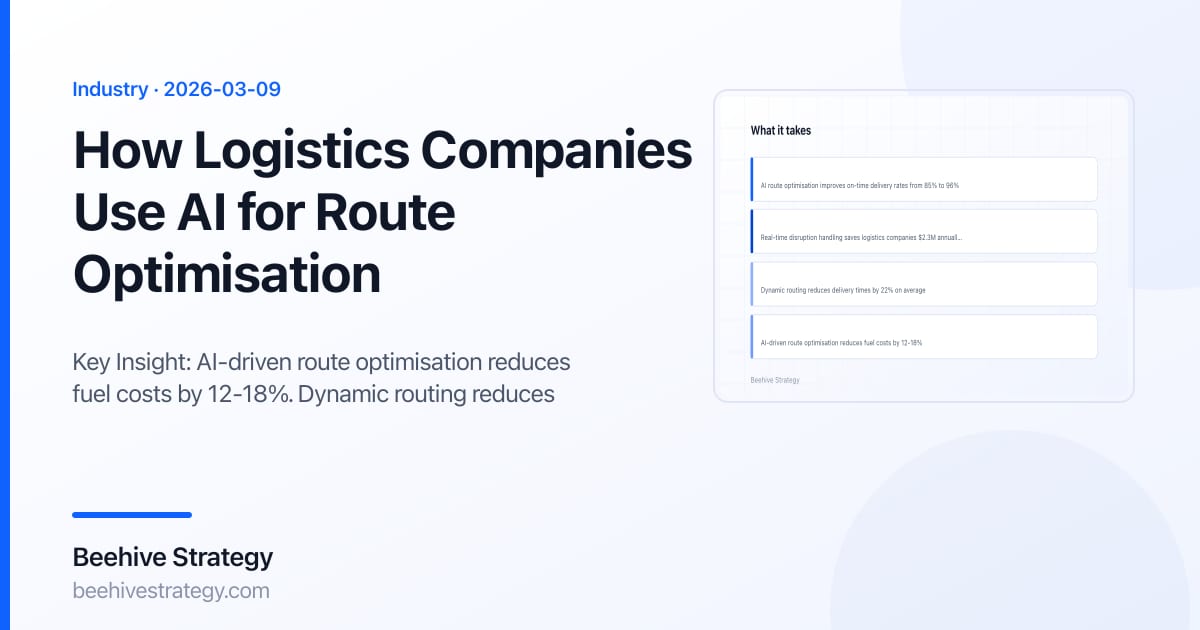 Industry · 2026-03-09
How Logistics Companies
Use AI for Route
Optimisation
Key Insight: AI-driven route optimisation reduces
fuel costs by 12-18%. Dynamic routing reduces
Beehive Strategy
beehivestrategy.com
What it takes
AI route optimisation improves on-time delivery rates from 85% to 96%
Real-time disruption handling saves logistics companies $2.3M annuall...
Dynamic routing reduces delivery times by 22% on average
AI-driven route optimisation reduces fuel costs by 12-18%
Beehive Strategy